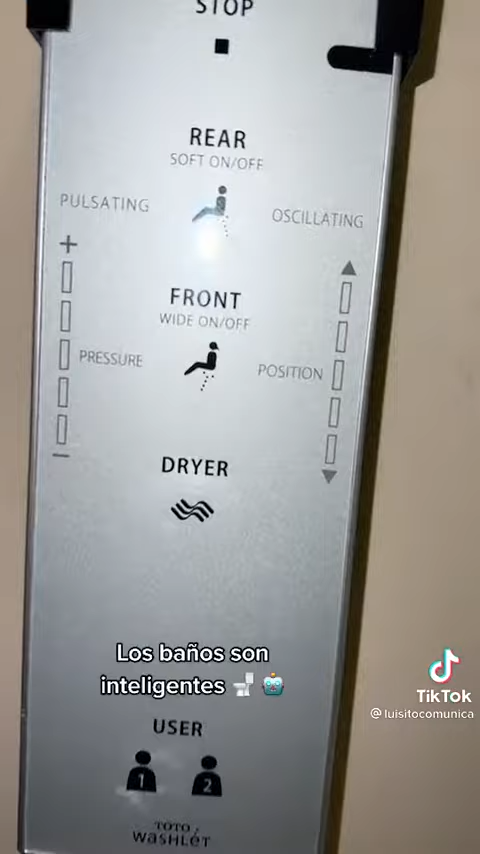 STOP
REAR
SOFT ON/OFF
PULSATING
OSCILLATING
+
FRONT
WIDE ON/OFF
PRESSURE
POSITION
−
DRYER
Los baños son
inteligentes 🚽 🤖
TikTok
@luisitocomunica
USER
1 2
TOTO
WASHLET